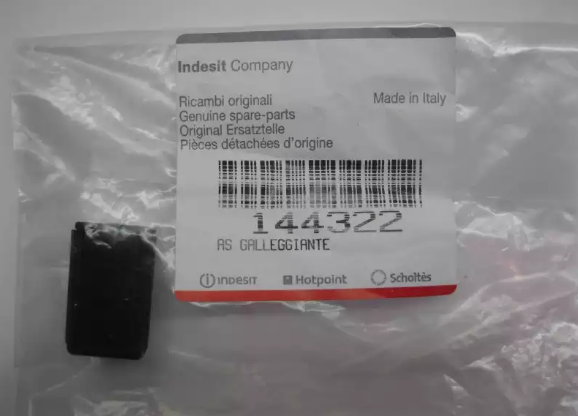 Indesit Company
Ricambi originali Made in Italy
Genuine spare-parts
Original Ersatzteile
Pièces détachées d'origine
144322
AS GALLEGGIANTE
INDESIT Hotpoint Scholtès